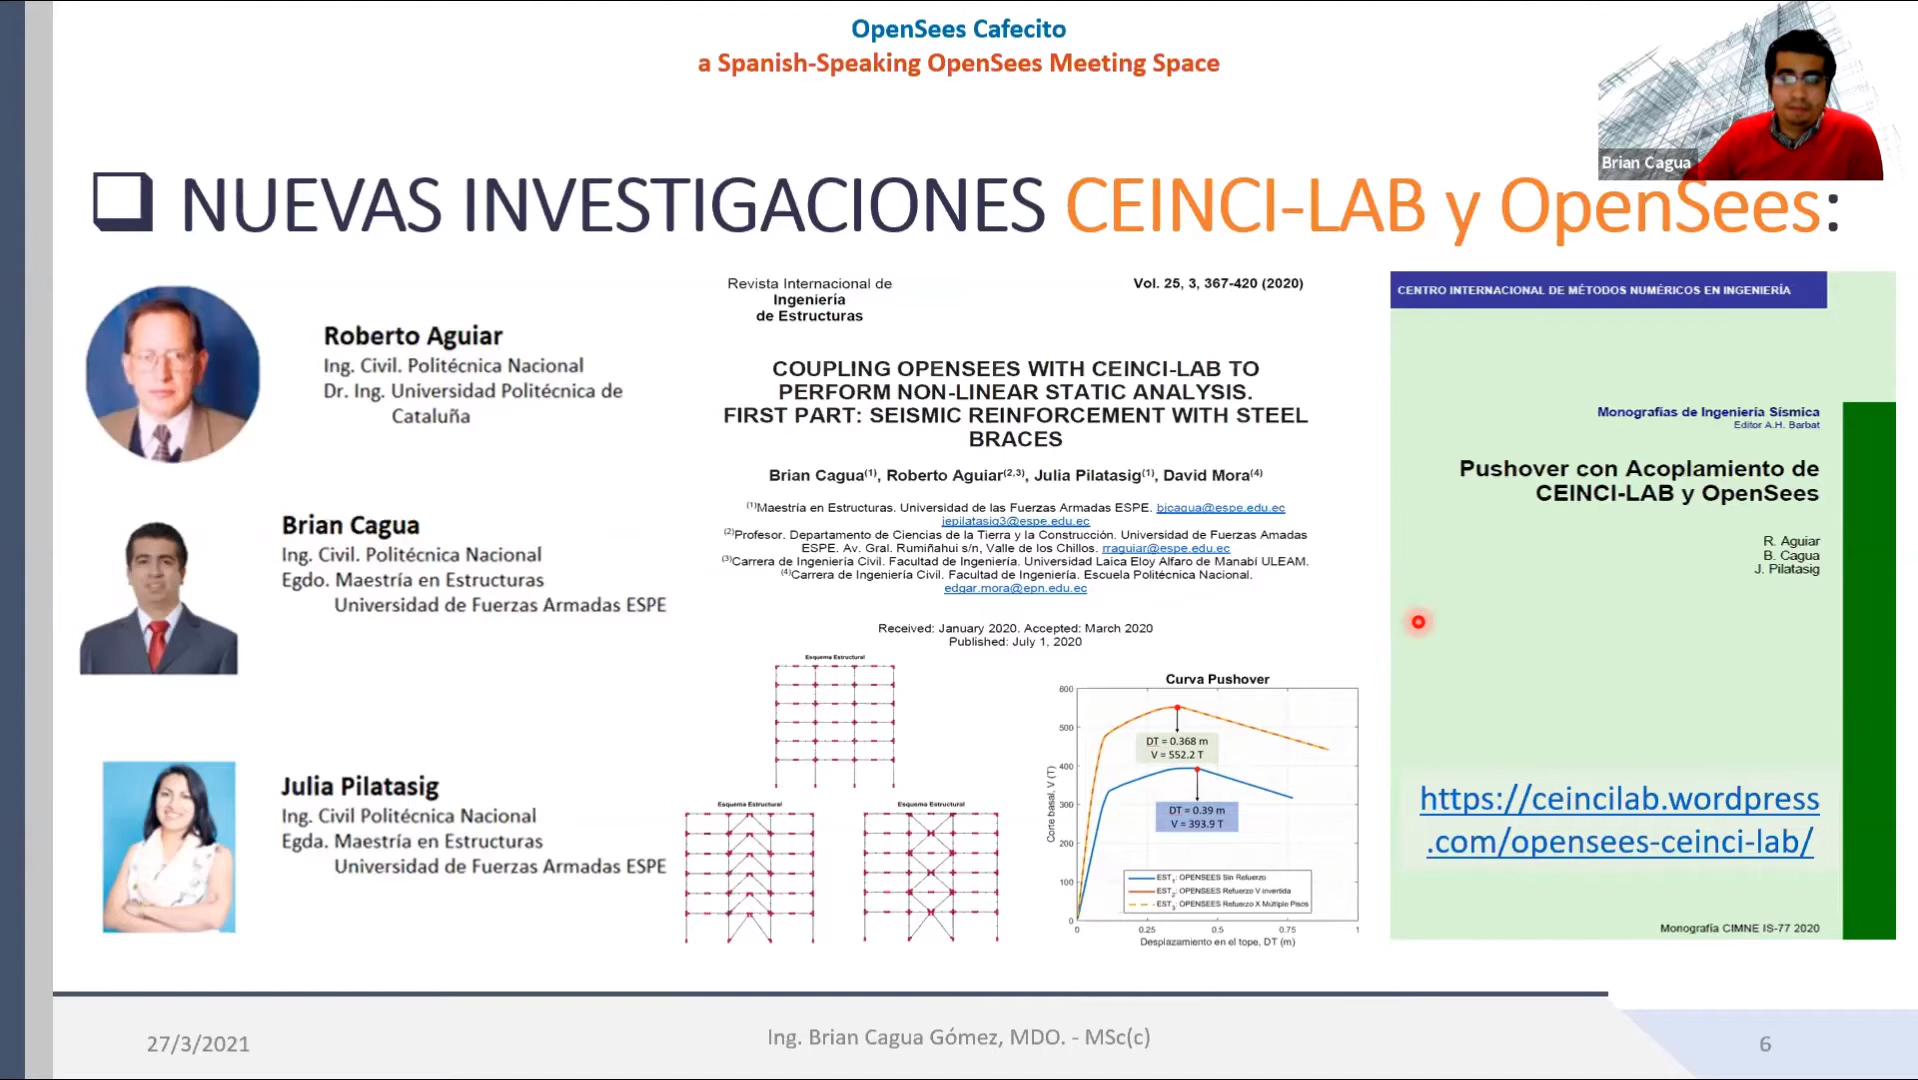 OpenSees Cafecito
a Spanish-Speaking OpenSees Meeting Space
Brian Cagua
NUEVAS INVESTIGACIONES CEINCI-LAB y OpenSees:
Roberto Aguiar
Ing. Civil. Politécnica Nacional
Dr. Ing. Universidad Politécnica de
Cataluña
Brian Cagua
Ing. Civil. Politécnica Nacional
Egdo. Maestría en Estructuras
Universidad de Fuerzas Armadas ESPE
Julia Pilatasig
Ing. Civil Politécnica Nacional
Egda. Maestría en Estructuras
Universidad de Fuerzas Armadas ESPE
Revista Internacional de
Ingeniería
de Estructuras
Vol. 25, 3, 367-420 (2020)
COUPLING OPENSEES WITH CEINCI-LAB TO
PERFORM NON-LINEAR STATIC ANALYSIS.
FIRST PART: SEISMIC REINFORCEMENT WITH STEEL
BRACES
Brian Cagua(1), Roberto Aguiar(2,3), Julia Pilatasig(1), David Mora(4)
(1)Maestría en Estructuras. Universidad de las Fuerzas Armadas ESPE. bjcagua@espe.edu.ec
jepilatasig3@espe.edu.ec
(2)Profesor. Departamento de Ciencias de la Tierra y la Construcción. Universidad de Fuerzas Armadas
ESPE. Av. Gral. Rumiñahui s/n, Valle de los Chillos. rraguiar@espe.edu.ec
(3)Carrera de Ingeniería Civil. Facultad de Ingeniería. Universidad Laica Eloy Alfaro de Manabí ULEAM.
(4)Carrera de Ingeniería Civil. Facultad de Ingeniería. Escuela Politécnica Nacional.
edgar.mora@epn.edu.ec
Received: January 2020. Accepted: March 2020
Published: July 1, 2020
Esquema Estructural
Esquema Estructural
Esquema Estructural
Curva Pushover
600
500
400
300
200
100
0
Corte basal, V (T)
DT = 0.368 m
V = 552.2 T
DT = 0.39 m
V = 393.9 T
EST1: OPENSEES Sin Refuerzo
EST2: OPENSEES Refuerzo V invertida
EST3: OPENSEES Refuerzo X Múltiple Pisos
0 0.25 0.5 0.75 1
Desplazamiento en el tope, DT (m)
CENTRO INTERNACIONAL DE MÉTODOS NUMÉRICOS EN INGENIERÍA
Monografías de Ingeniería Sísmica
Editor A.H. Barbat
Pushover con Acoplamiento de
CEINCI-LAB y OpenSees
R. Aguiar
B. Cagua
J. Pilatasig
https://ceincilab.wordpress
.com/opensees-ceinci-lab/
Monografía CIMNE IS-77 2020
27/3/2021
Ing. Brian Cagua Gómez, MDO. - MSc(c)
6